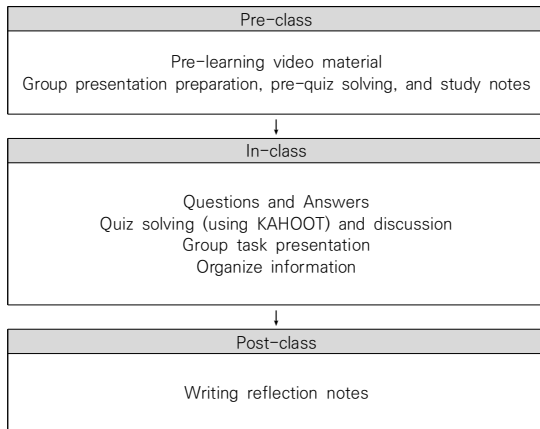 Pre-class
Pre-learning video material
Group presentation preparation, pre-quiz solving, and study notes
↓
In-class
Questions and Answers
Quiz solving (using KAHOOT) and discussion
Group task presentation
Organize information
↓
Post-class
Writing reflection notes